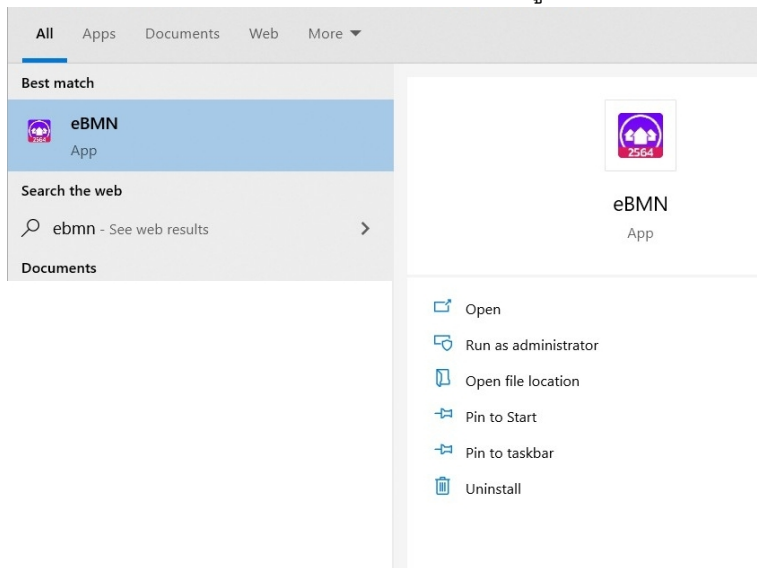 All Apps Documents Web More
Best match
eBMN
App
2564
Search the web
ebmn - See web results
Documents
2564
eBMN
App
Open
Run as administrator
Open file location
Pin to Start
Pin to taskbar
Uninstall